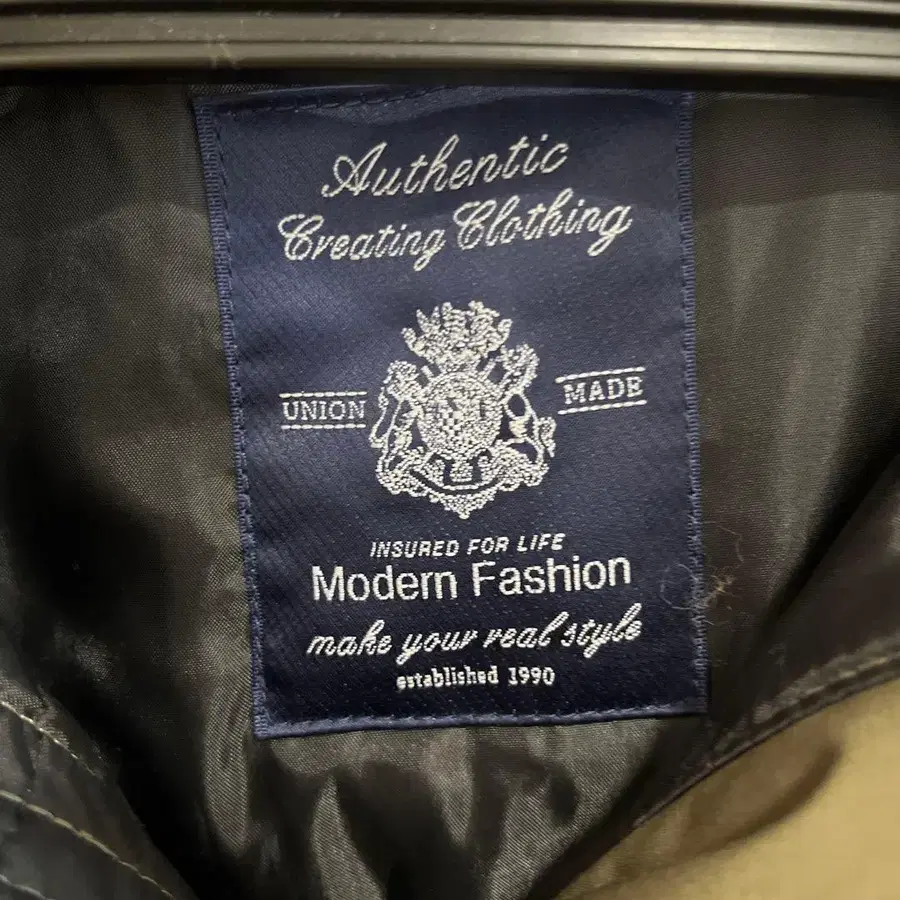 Authentic
Creating Clothing
UNION MADE
INSURED FOR LIFE
Modern Fashion
make your real style
established 1990